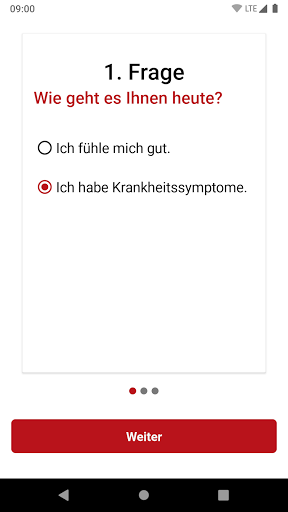 09:00
LTE
1. Frage
Wie geht es Ihnen heute?
Ich fühle mich gut.
Ich habe Krankheitssymptome.
Weiter